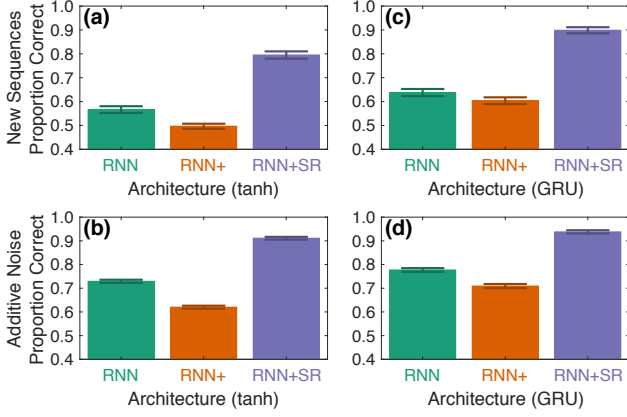 New Sequences
Proportion Correct
(a)
1.0
0.9
0.8
0.7
0.6
0.5
0.4
RNN RNN+ RNN+SR
Architecture (tanh)
(c)
1.0
0.9
0.8
0.7
0.6
0.5
0.4
RNN RNN+ RNN+SR
Architecture (GRU)
Additive Noise
Proportion Correct
(b)
1.0
0.9
0.8
0.7
0.6
0.5
0.4
RNN RNN+ RNN+SR
Architecture (tanh)
(d)
1.0
0.9
0.8
0.7
0.6
0.5
0.4
RNN RNN+ RNN+SR
Architecture (GRU)